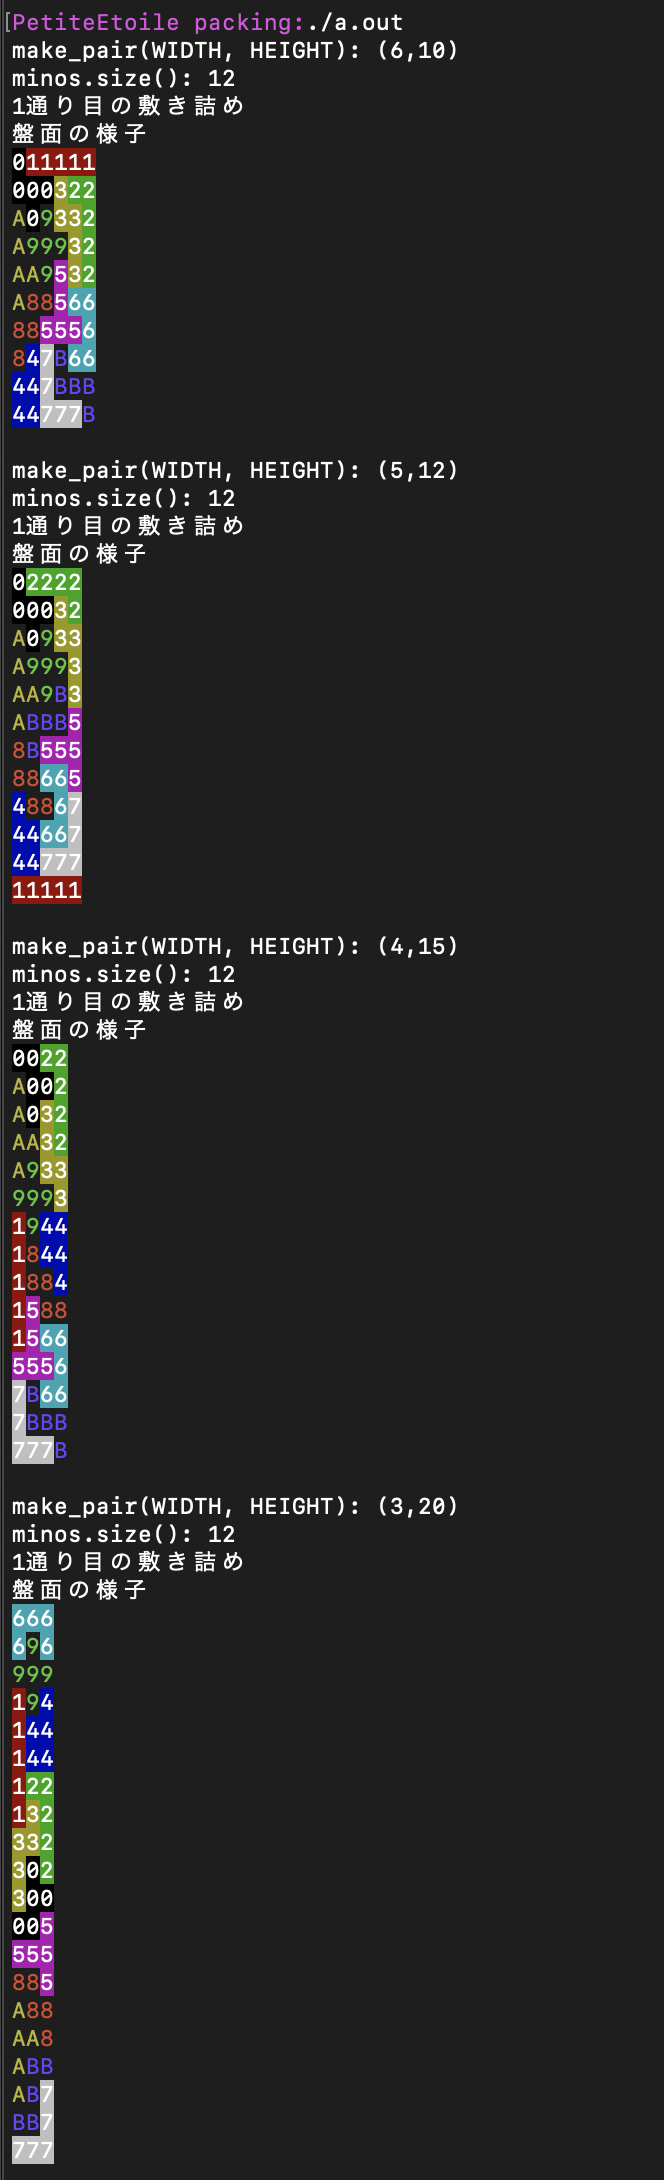 [PetiteEtoile packing:./a.out
make_pair(WIDTH, HEIGHT): (6,10)
minos.size(): 12
1通り目の敷き詰め
盤面の様子
011111
000322
A09332
A99932
AA9532
A88566
885556
847B66
447BBB
44777B
make_pair(WIDTH, HEIGHT): (5,12)
minos.size(): 12
1通り目の敷き詰め
盤面の様子
02222
00032
A0933
A9993
AA9B3
ABBB5
8B555
88665
48867
44667
44777
11111
make_pair(WIDTH, HEIGHT): (4,15)
minos.size(): 12
1通り目の敷き詰め
盤面の様子
0022
A002
A032
AA32
A933
9993
1944
1844
1884
1588
1566
5556
7B66
7BBB
777B
make_pair(WIDTH, HEIGHT): (3,20)
minos.size(): 12
1通り目の敷き詰め
盤面の様子
666
696
999
194
144
144
122
132
332
302
300
005
555
885
A88
AA8
ABB
AB7
BB7
777